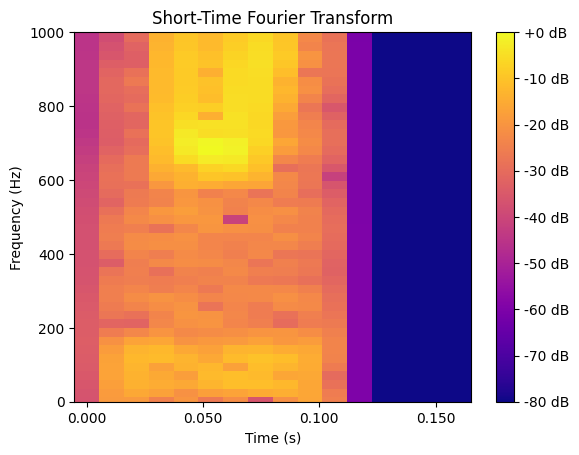 Short-Time Fourier Transform
1000
800
600
400
200
0
Frequency (Hz)
0.000
0.050
0.100
0.150
Time (s)
+0 dB
-10 dB
-20 dB
-30 dB
-40 dB
-50 dB
-60 dB
-70 dB
-80 dB